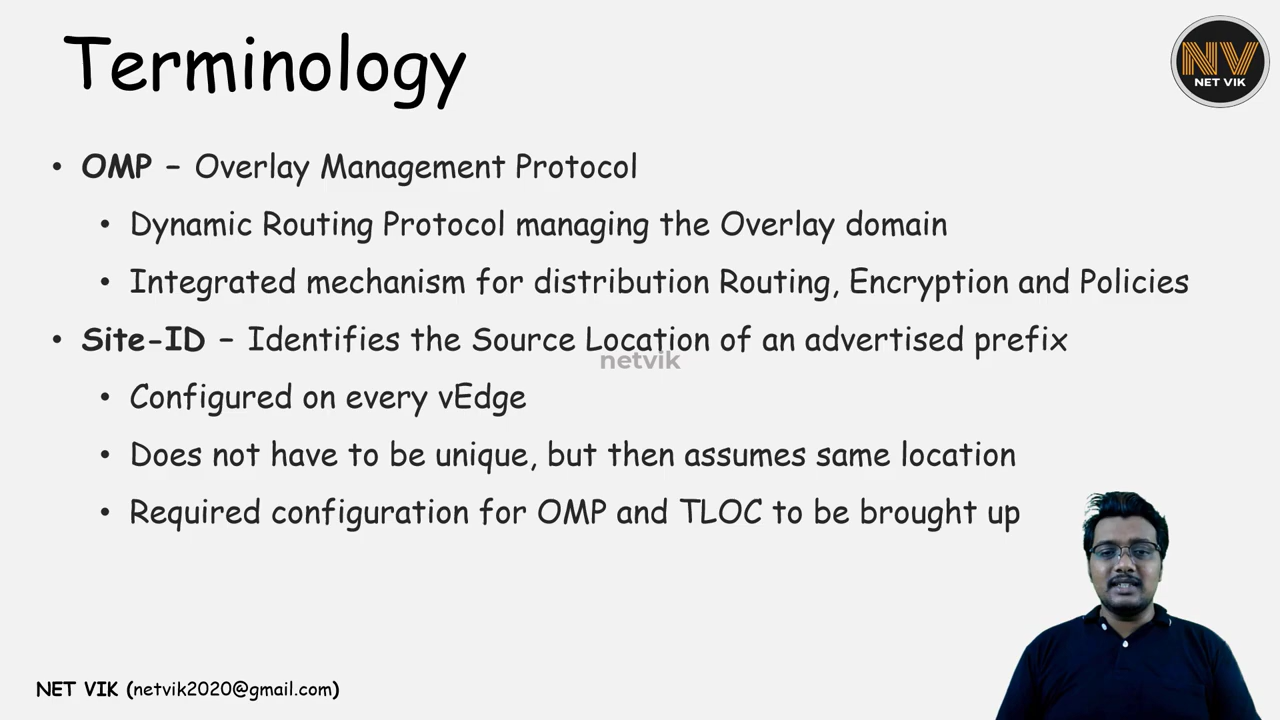 Terminology
NV
NET VIK
• OMP – Overlay Management Protocol
• Dynamic Routing Protocol managing the Overlay domain
• Integrated mechanism for distribution Routing, Encryption and Policies
• Site-ID – Identifies the Source Location of an advertised prefix
netvik
• Configured on every vEdge
• Does not have to be unique, but then assumes same location
• Required configuration for OMP and TLOC to be brought up
NET VIK (netvik2020@gmail.com)